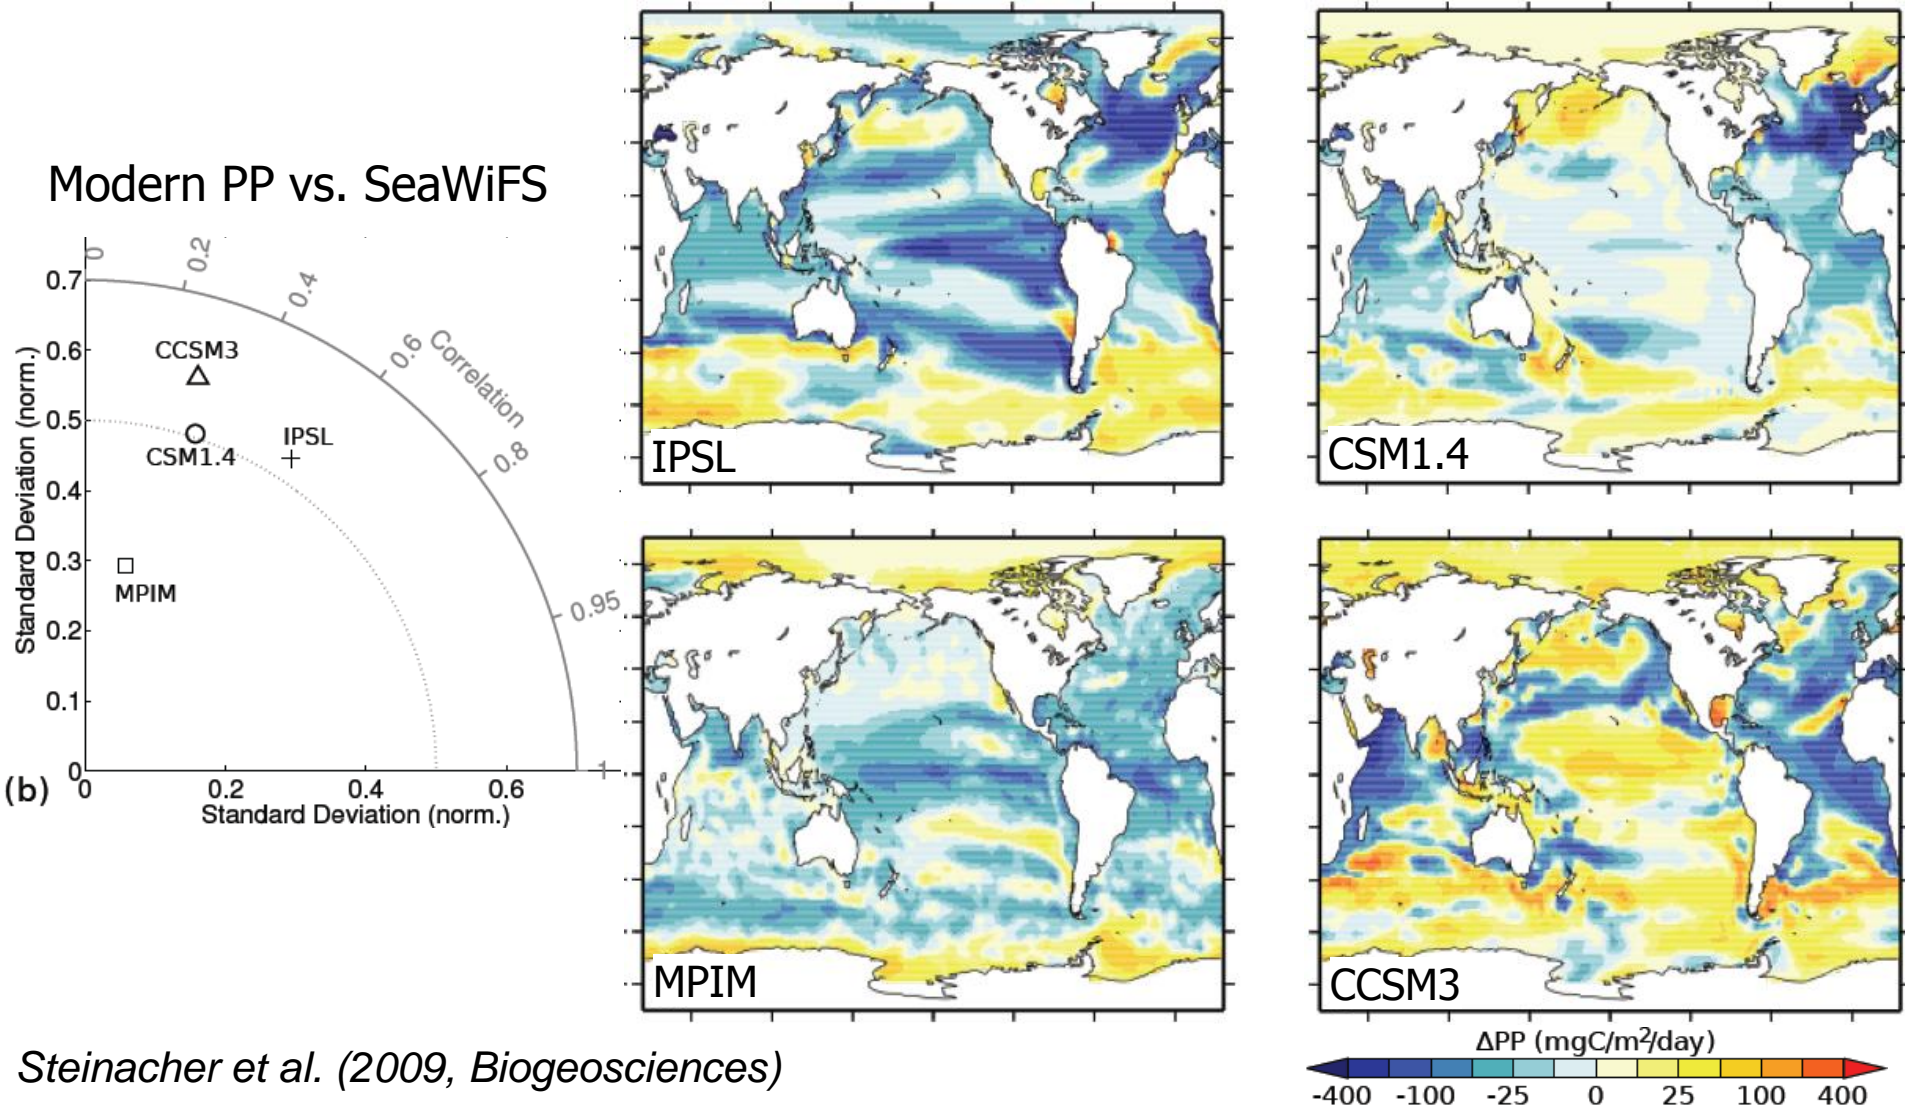 Modern PP vs. SeaWiFS
0
0.2
0.4
0.6
Correlation
0.8
0.95
1
0.7
0.6
0.5
0.4
0.3
0.2
0.1
0
Standard Deviation (norm.)
CCSM3
CSM1.4
IPSL
MPIM
(b)
0
0.2
0.4
0.6
Standard Deviation (norm.)
IPSL
CSM1.4
MPIM
CCSM3
ΔPP (mgC/m²/day)
-400 -100 -25 0 25 100 400
Steinacher et al. (2009, Biogeosciences)